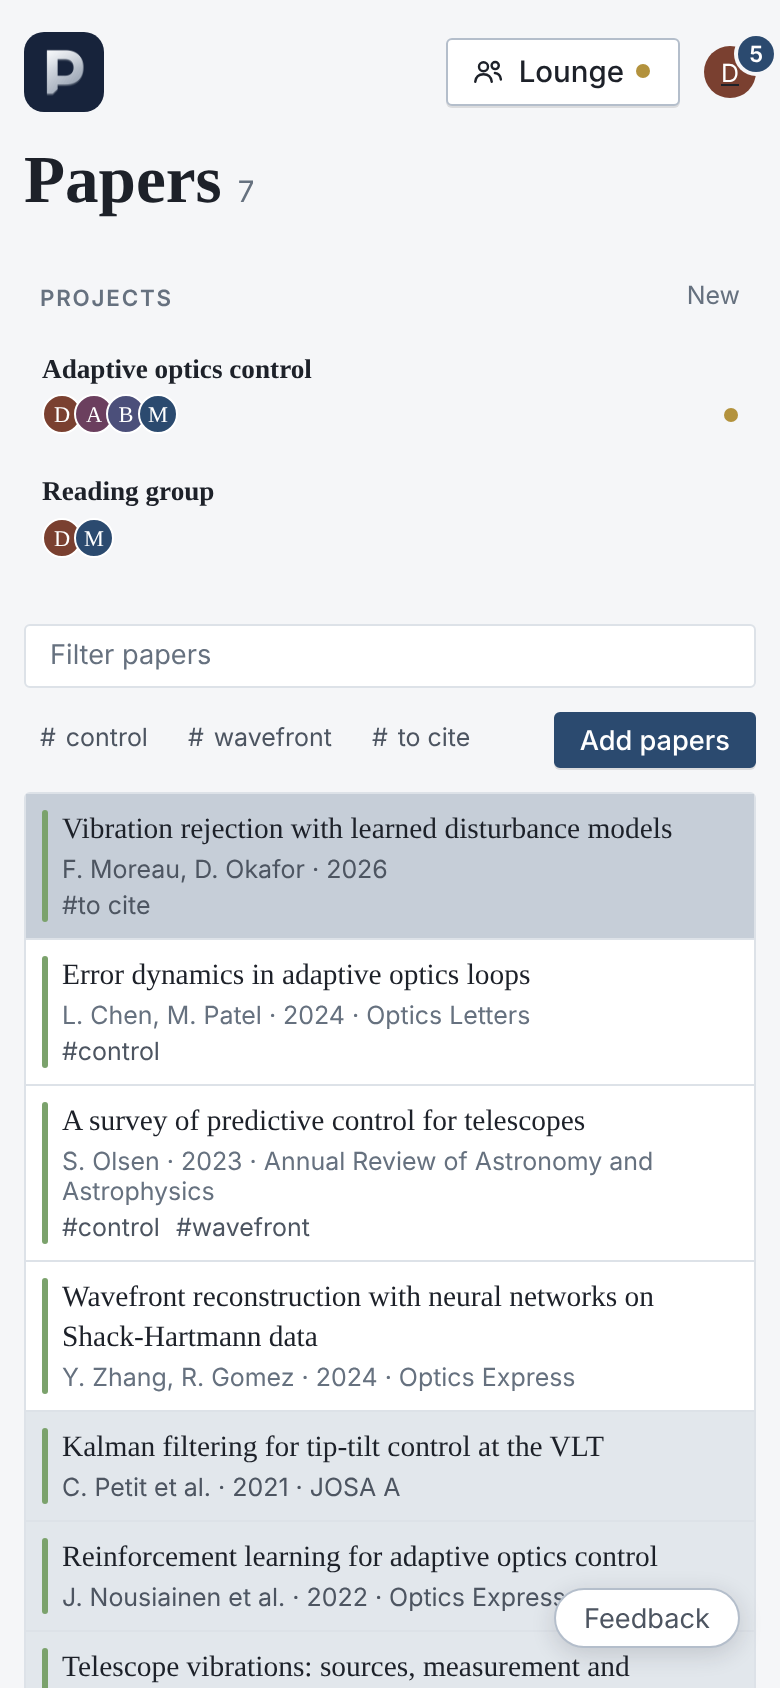 P
Lounge
D
5
Papers 7
PROJECTS
New
Adaptive optics control
D A B M
Reading group
D M
Filter papers
# control # wavefront # to cite
Add papers
Vibration rejection with learned disturbance models
F. Moreau, D. Okafor · 2026
#to cite
Error dynamics in adaptive optics loops
L. Chen, M. Patel · 2024 · Optics Letters
#control
A survey of predictive control for telescopes
S. Olsen · 2023 · Annual Review of Astronomy and
Astrophysics
#control #wavefront
Wavefront reconstruction with neural networks on
Shack-Hartmann data
Y. Zhang, R. Gomez · 2024 · Optics Express
Kalman filtering for tip-tilt control at the VLT
C. Petit et al. · 2021 · JOSA A
Reinforcement learning for adaptive optics control
J. Nousiainen et al. · 2022 · Optics Express
Feedback
Telescope vibrations: sources, measurement and